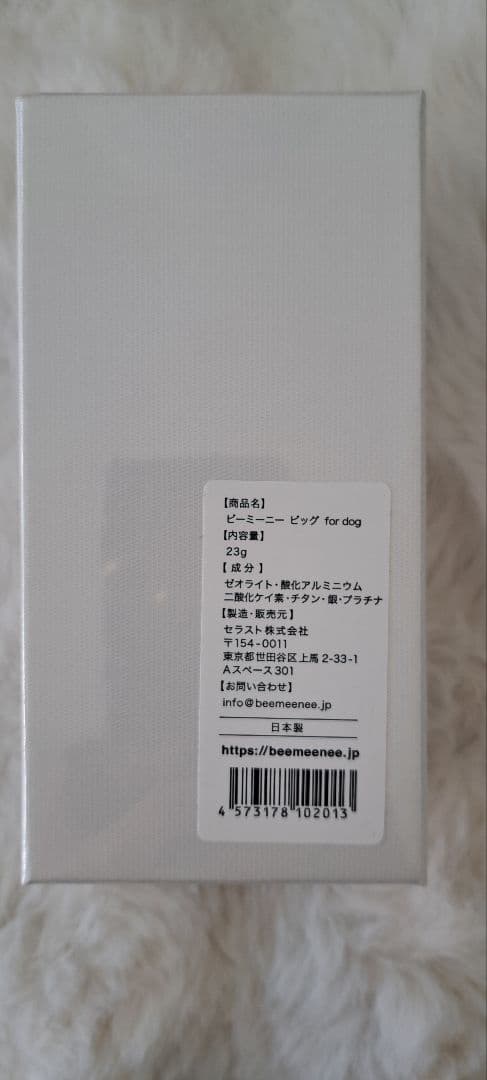 【商品名】
ビーミーニー ビッグ for dog
【内容量】
23g
【 成 分 】
ゼオライト・酸化アルミニウム
二酸化ケイ素・チタン・銀・プラチナ
【製造・販売元】
セラスト株式会社
〒154-0011
東京都世田谷区上馬2-33-1
Aスペース301
【お問い合わせ】
info@beemeenee.jp
日本製
https://beemeenee.jp
4 573178 102013